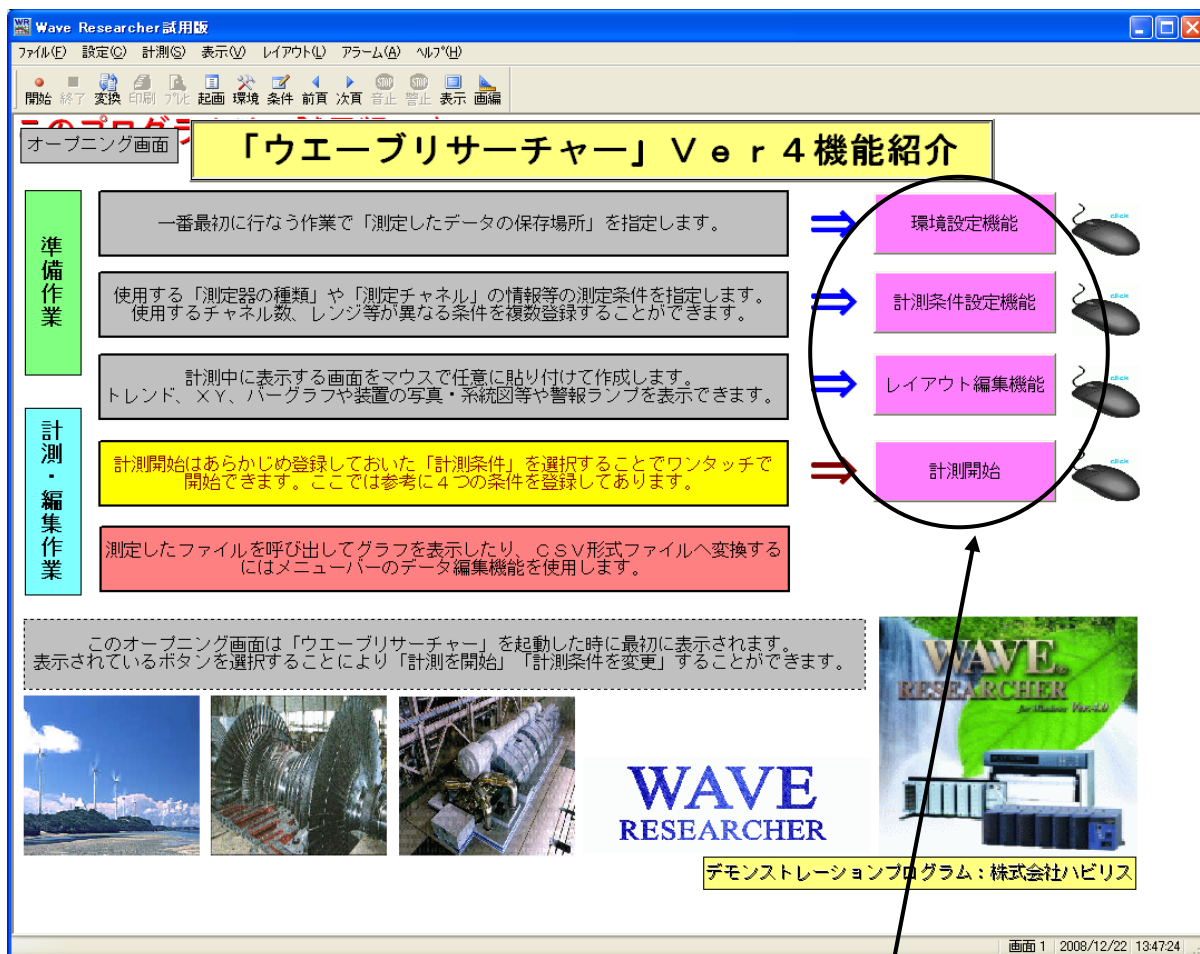 Wave Researcher試用版
ファイル(F) 設定(C) 計測(S) 表示(V) レイアウト(L) アラーム(A) ヘルプ(H)
開始 終了 変換 印刷 プレビ 起画 環境 条件 前頁 次頁 音止 警止 表示 画編
このプログラムは
オープニング画面
「ウエーブリサーチャー」Ver4機能紹介
準備作業
一番最初に行なう作業で「測定したデータの保存場所」を指定します。
環境設定機能
click
使用する「測定器の種類」や「測定チャネル」の情報等の測定条件を指定します。
使用するチャネル数、レンジ等が異なる条件を複数登録することができます。
計測条件設定機能
click
計測中に表示する画面をマウスで任意に貼り付けて作成します。
トレンド、XY、バーグラフや装置の写真・系統図等や警報ランプを表示できます。
レイアウト編集機能
click
計測・編集作業
計測開始はあらかじめ登録しておいた「計測条件」を選択することでワンタッチで
開始できます。ここでは参考に4つの条件を登録してあります。
計測開始
click
測定したファイルを呼び出してグラフを表示したり、CSV形式ファイルへ変換する
にはメニューバーのデータ編集機能を使用します。
このオープニング画面は「ウエーブリサーチャー」を起動した時に最初に表示されます。
表示されているボタンを選択することにより「計測を開始」「計測条件を変更」することができます。
WAVE
RESEARCHER
for Windows Ver.4.0
WAVE
RESEARCHER
デモンストレーションプログラム:株式会社ハビリス
画面 1 2008/12/22 13:47:24